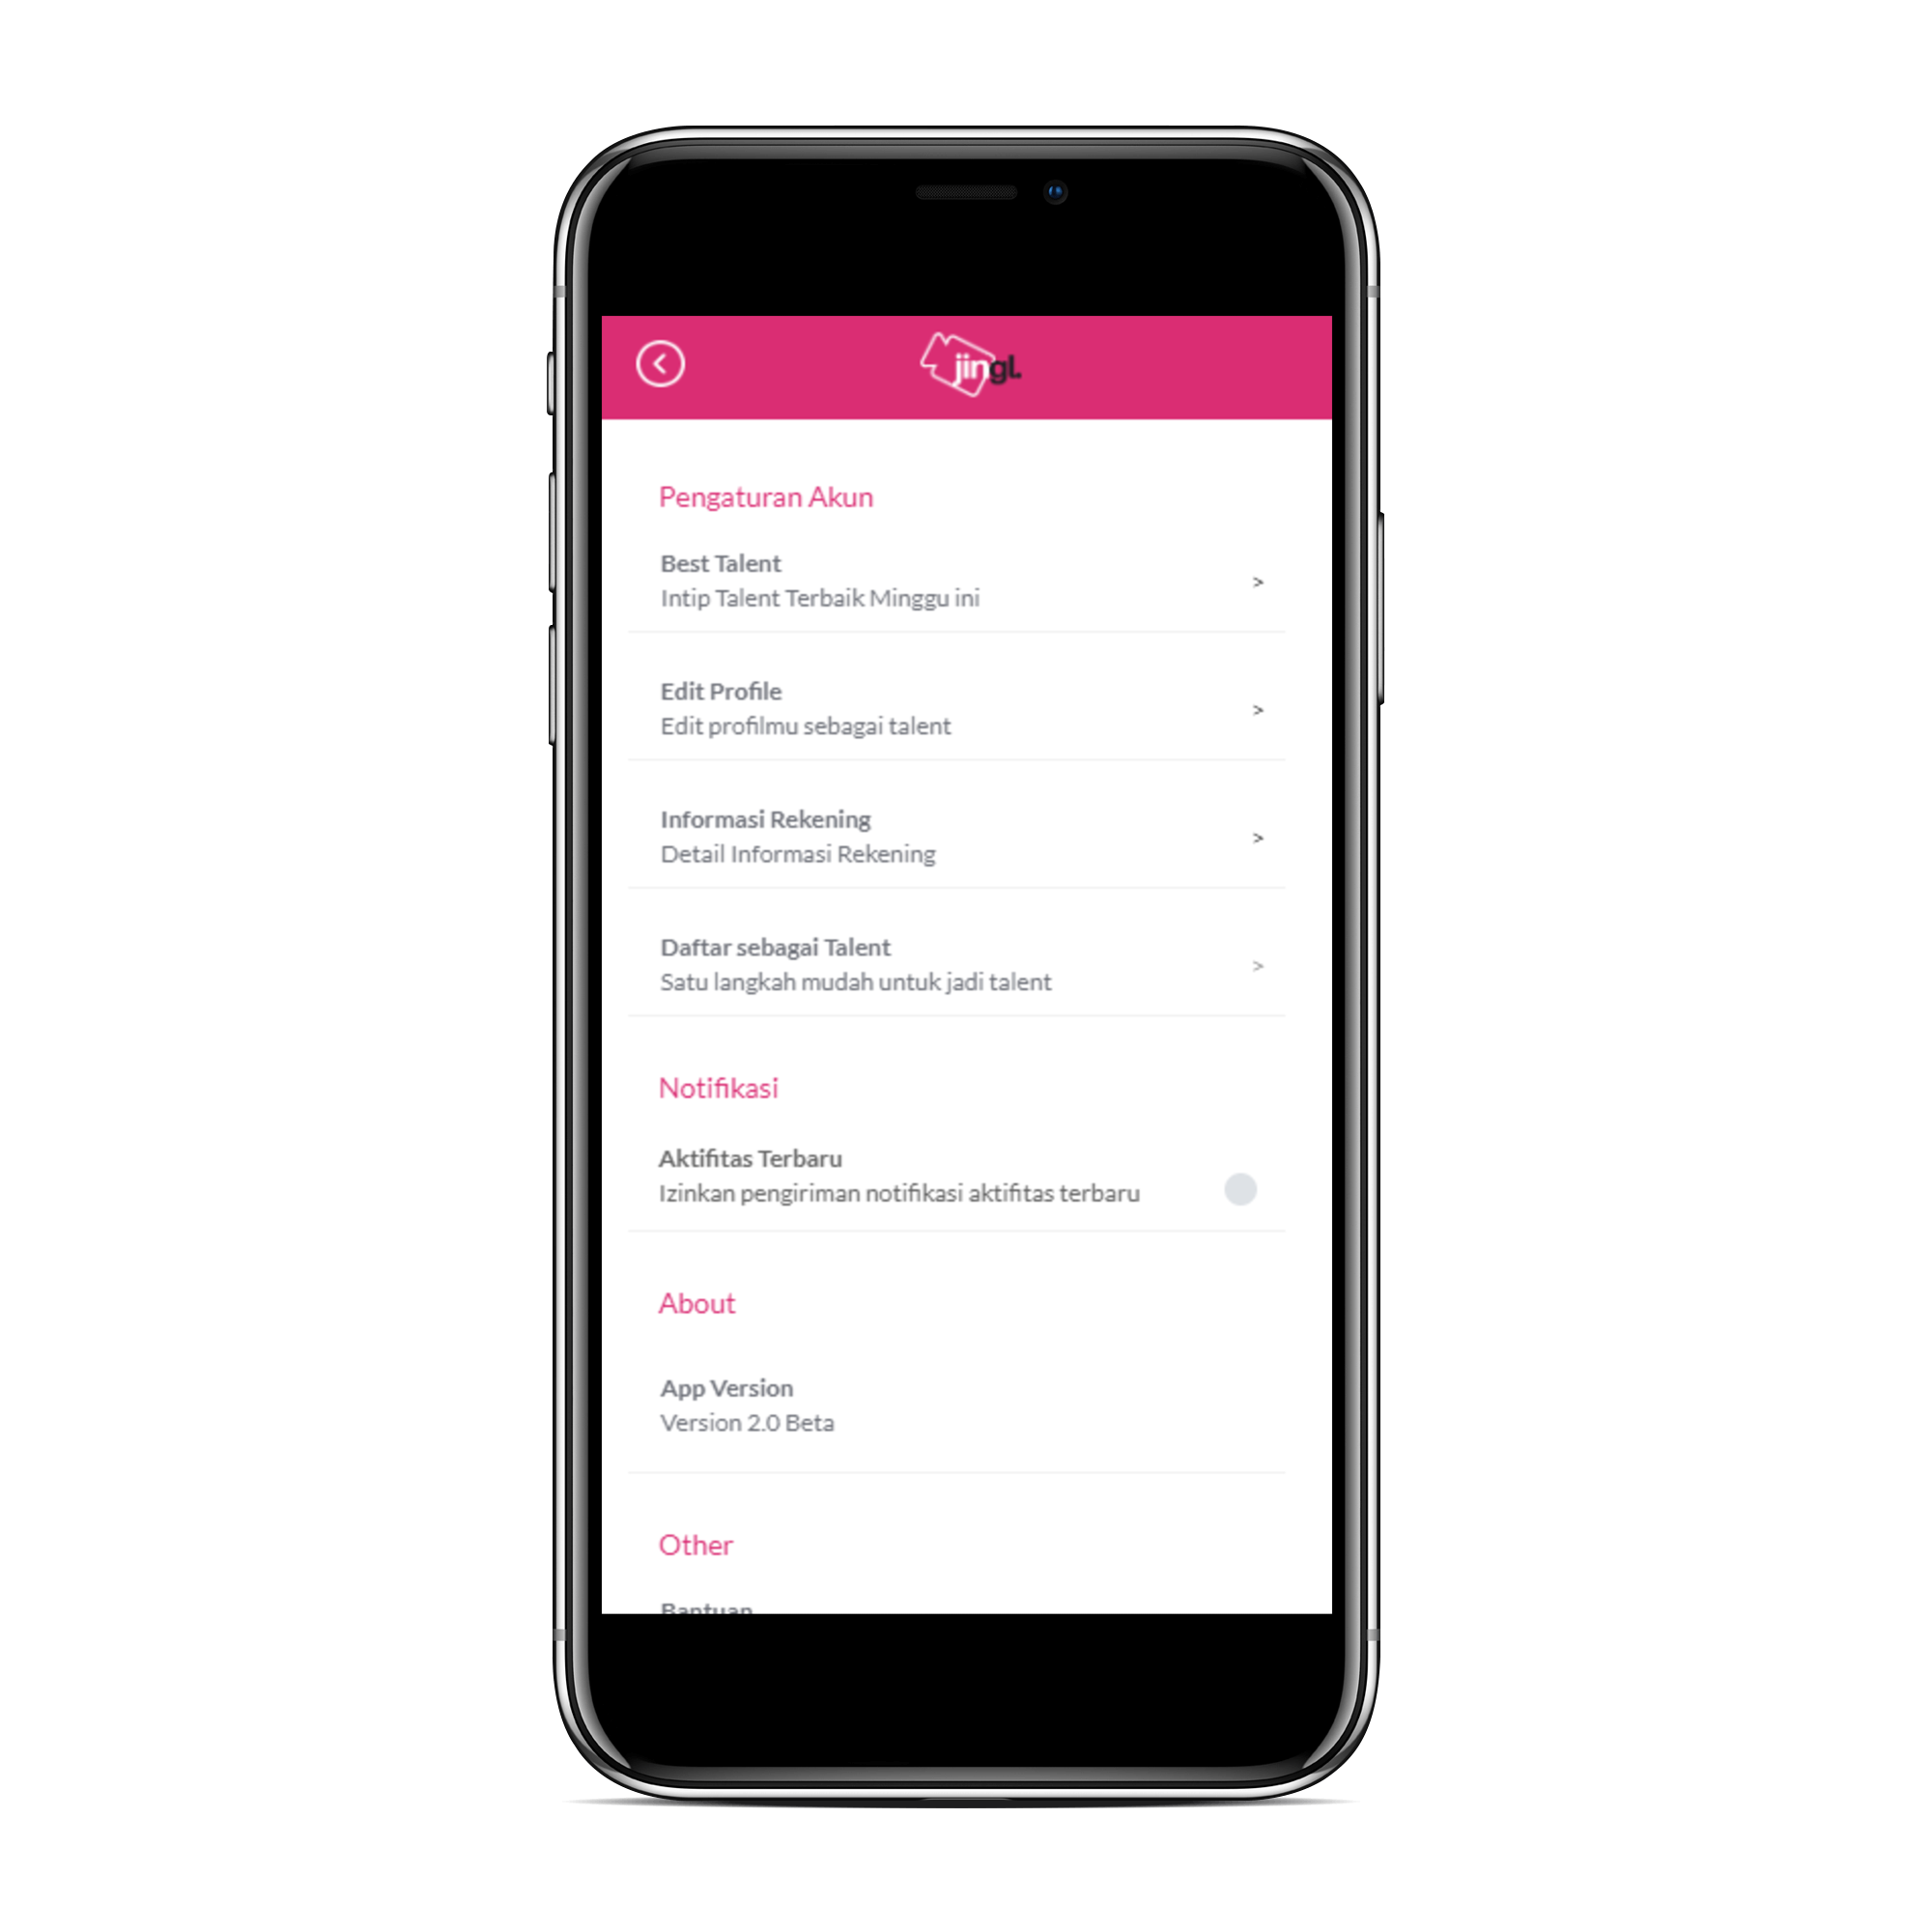 jingl.
Pengaturan Akun
Best Talent
Intip Talent Terbaik Minggu ini
>
Edit Profile
Edit profilmu sebagai talent
>
Informasi Rekening
Detail Informasi Rekening
>
Daftar sebagai Talent
Satu langkah mudah untuk jadi talent
>
Notifikasi
Aktifitas Terbaru
Izinkan pengiriman notifikasi aktifitas terbaru
About
App Version
Version 2.0 Beta
Other
Bantuan